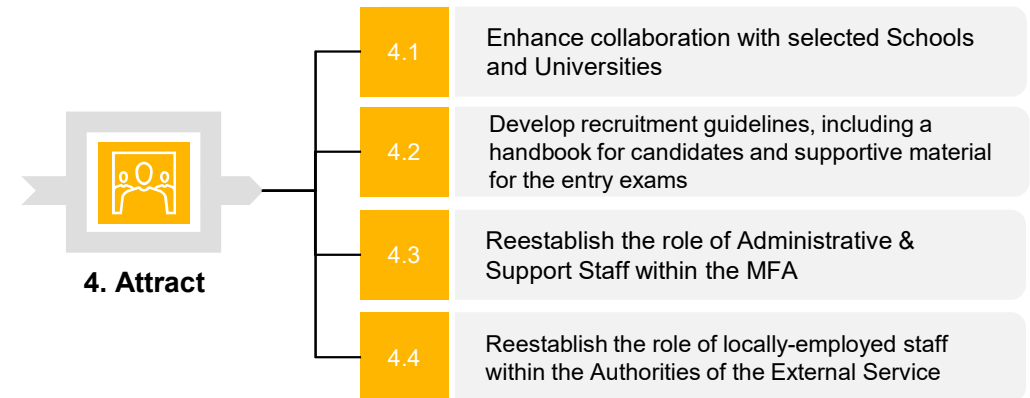 4. Attract
4.1
Enhance collaboration with selected Schools
and Universities
4.2
Develop recruitment guidelines, including a
handbook for candidates and supportive material
for the entry exams
4.3
Reestablish the role of Administrative &
Support Staff within the MFA
4.4
Reestablish the role of locally-employed staff
within the Authorities of the External Service